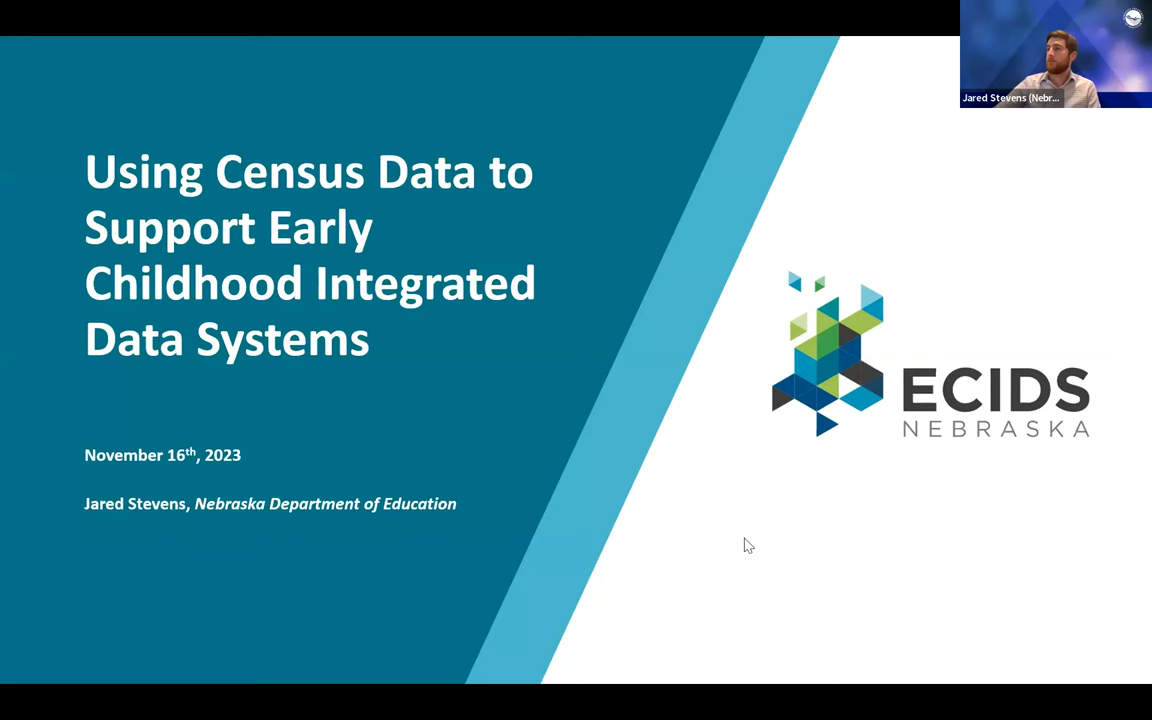 Jared Stevens (Nebr...
Using Census Data to
Support Early
Childhood Integrated
Data Systems
ECIDS
NEBRASKA
November 16th, 2023
Jared Stevens, Nebraska Department of Education